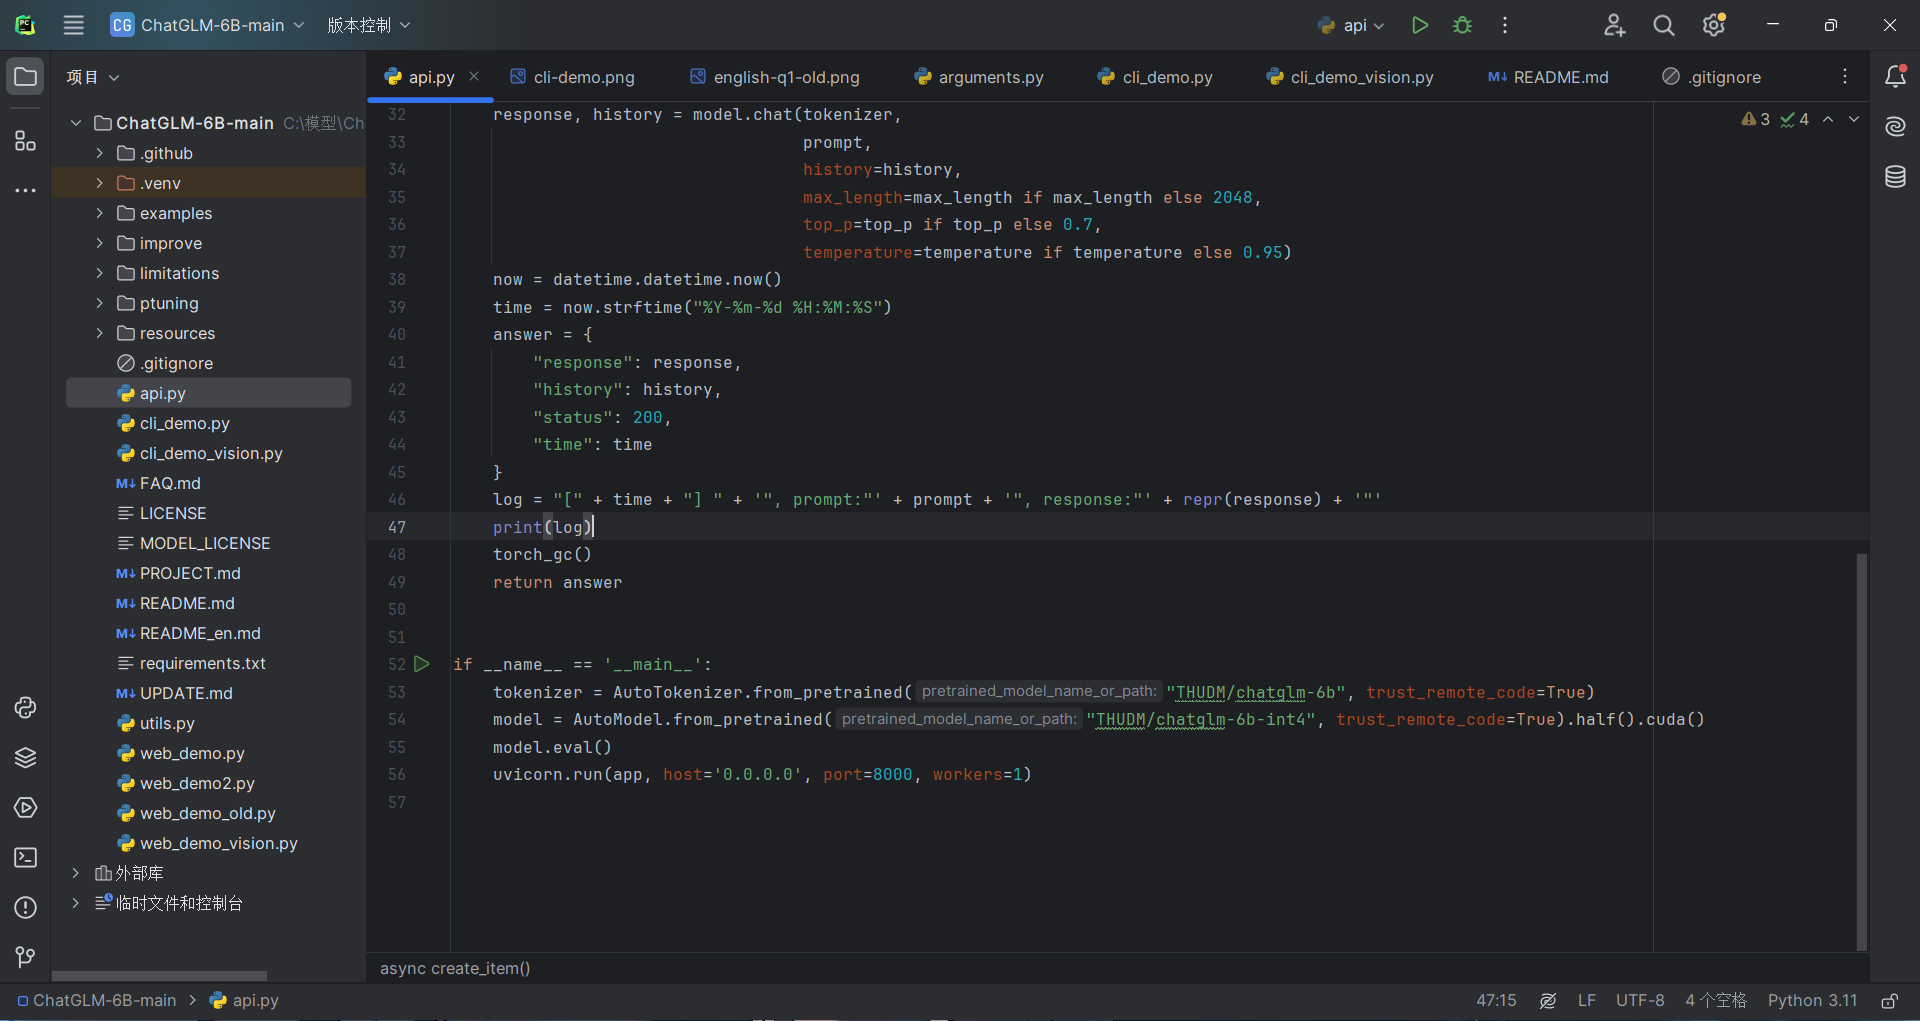 CG ChatGLM-6B-main 版本控制 api
项目
api.py cli-demo.png english-q1-old.png arguments.py cli_demo.py cli_demo_vision.py M↓ README.md .gitignore
ChatGLM-6B-main C:\模型\Ch
.github
.venv
examples
improve
limitations
ptuning
resources
.gitignore
api.py
cli_demo.py
cli_demo_vision.py
M↓ FAQ.md
LICENSE
MODEL_LICENSE
M↓ PROJECT.md
M↓ README.md
M↓ README_en.md
requirements.txt
M↓ UPDATE.md
utils.py
web_demo.py
web_demo2.py
web_demo_old.py
web_demo_vision.py
外部库
临时文件和控制台
3 4
32 response, history = model.chat(tokenizer,
33 prompt,
34 history=history,
35 max_length=max_length if max_length else 2048,
36 top_p=top_p if top_p else 0.7,
37 temperature=temperature if temperature else 0.95)
38 now = datetime.datetime.now()
39 time = now.strftime("%Y-%m-%d %H:%M:%S")
40 answer = {
41 "response": response,
42 "history": history,
43 "status": 200,
44 "time": time
45 }
46 log = "[" + time + "] " + '", prompt:"' + prompt + '", response:"' + repr(response) + '"'
47 print(log)
48 torch_gc()
49 return answer
50
51
52 if __name__ == '__main__':
53 tokenizer = AutoTokenizer.from_pretrained( pretrained_model_name_or_path: "THUDM/chatglm-6b", trust_remote_code=True)
54 model = AutoModel.from_pretrained( pretrained_model_name_or_path: "THUDM/chatglm-6b-int4", trust_remote_code=True).half().cuda()
55 model.eval()
56 uvicorn.run(app, host='0.0.0.0', port=8000, workers=1)
57
async create_item()
ChatGLM-6B-main > api.py 47:15 LF UTF-8 4 个空格 Python 3.11